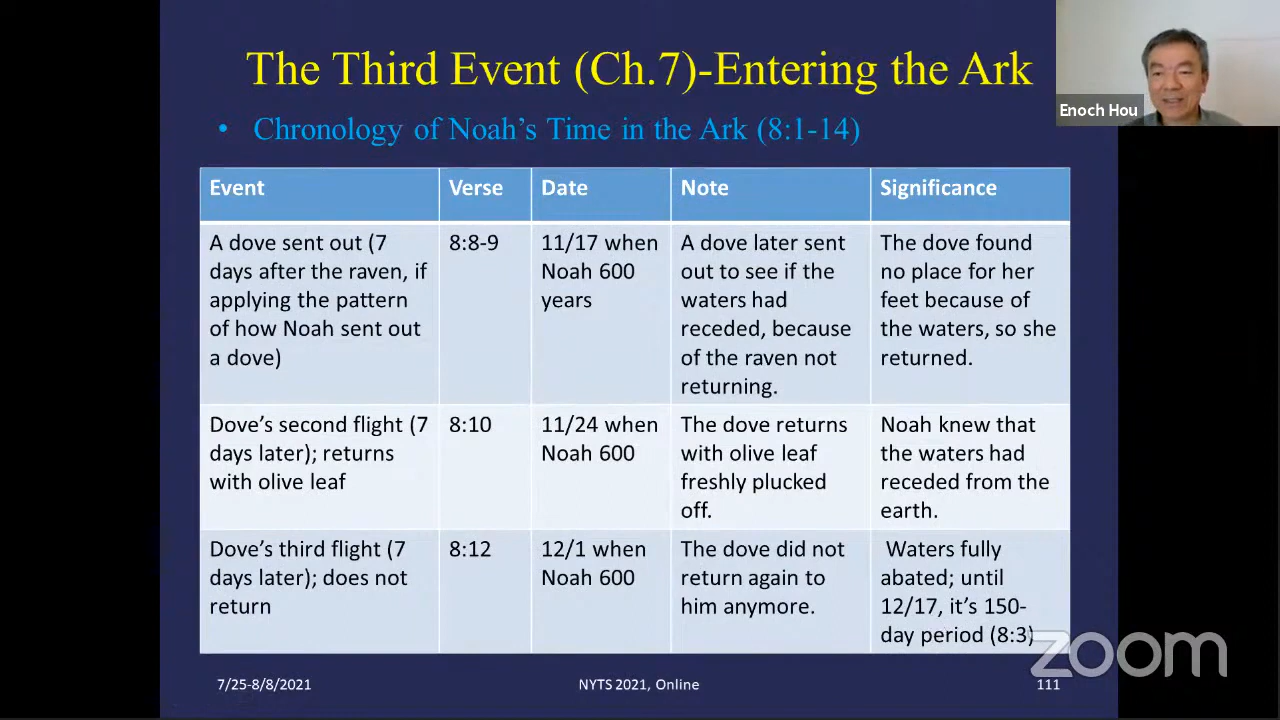 The Third Event (Ch.7)-Entering the Ark
Enoch Hou
• Chronology of Noah's Time in the Ark (8:1-14)
Event Verse Date Note Significance
A dove sent out (7
days after the raven, if
applying the pattern
of how Noah sent out
a dove)
8:8-9
11/17 when
Noah 600
years
A dove later sent
out to see if the
waters had
receded, because
of the raven not
returning.
The dove found
no place for her
feet because of
the waters, so she
returned.
Dove's second flight (7
days later); returns
with olive leaf
8:10
11/24 when
Noah 600
The dove returns
with olive leaf
freshly plucked
off.
Noah knew that
the waters had
receded from the
earth.
Dove's third flight (7
days later); does not
return
8:12
12/1 when
Noah 600
The dove did not
return again to
him anymore.
Waters fully
abated; until
12/17, it's 150-
day period (8:3)
zoom
7/25-8/8/2021 NYTS 2021, Online 111